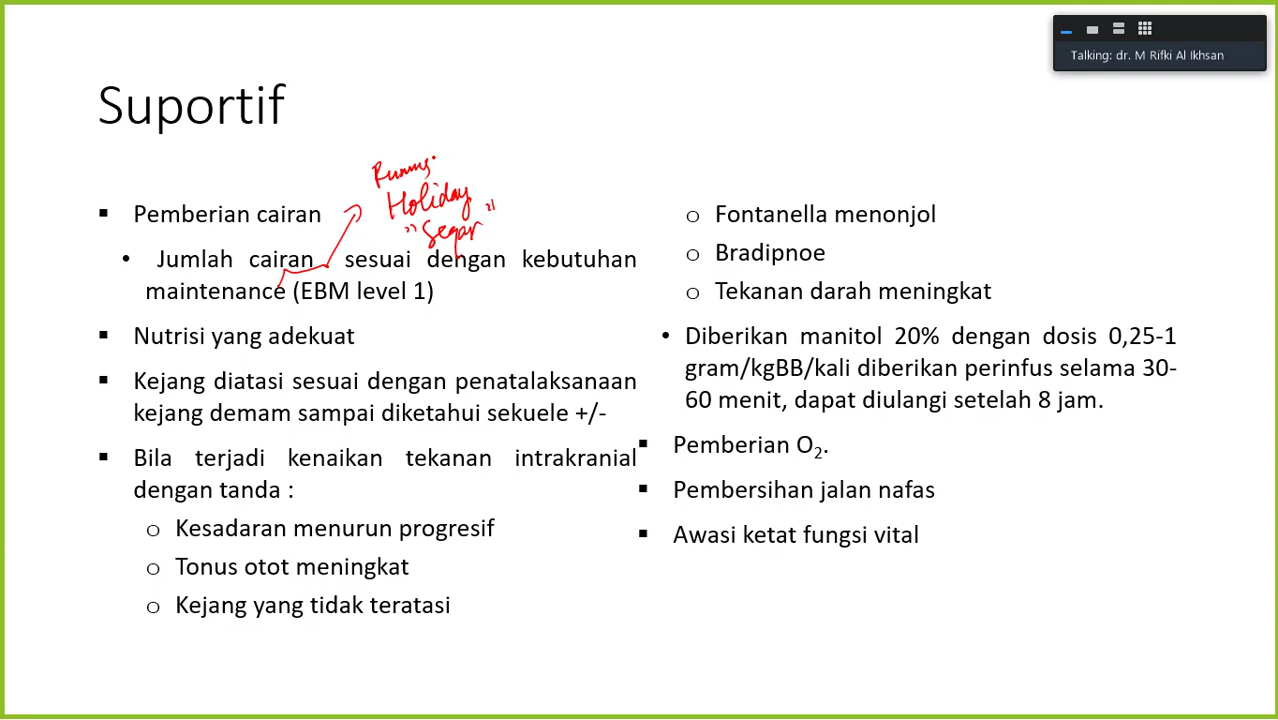 Talking: dr. M Rifki Al Ikhsan
Suportif
Rumus:
Holiday
"Segar"
▪ Pemberian cairan
• Jumlah cairan sesuai dengan kebutuhan
maintenance (EBM level 1)
▪ Nutrisi yang adekuat
▪ Kejang diatasi sesuai dengan penatalaksanaan
kejang demam sampai diketahui sekuele +/-
▪ Bila terjadi kenaikan tekanan intrakranial
dengan tanda :
o Kesadaran menurun progresif
o Tonus otot meningkat
o Kejang yang tidak teratasi
o Fontanella menonjol
o Bradipnoe
o Tekanan darah meningkat
• Diberikan manitol 20% dengan dosis 0,25-1
gram/kgBB/kali diberikan perinfus selama 30-
60 menit, dapat diulangi setelah 8 jam.
▪ Pemberian O₂.
▪ Pembersihan jalan nafas
▪ Awasi ketat fungsi vital